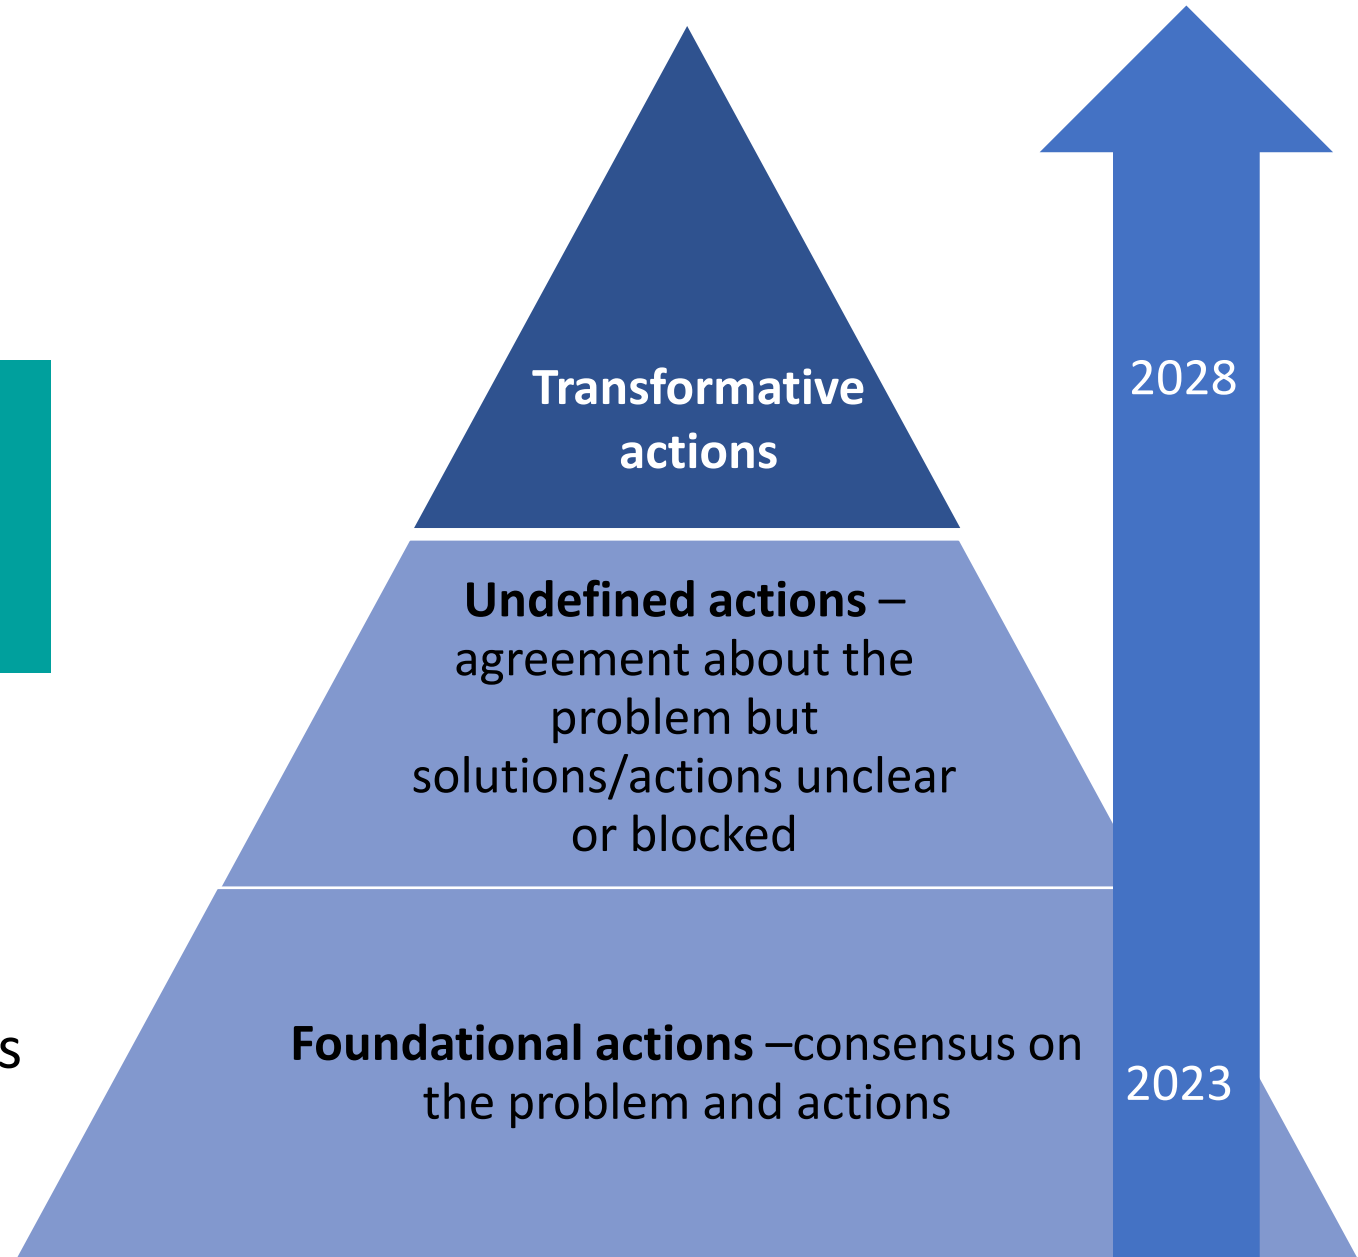 Transformative
actions
2028
Undefined actions –
agreement about the
problem but
solutions/actions unclear
or blocked
Foundational actions –consensus on
the problem and actions
2023
s